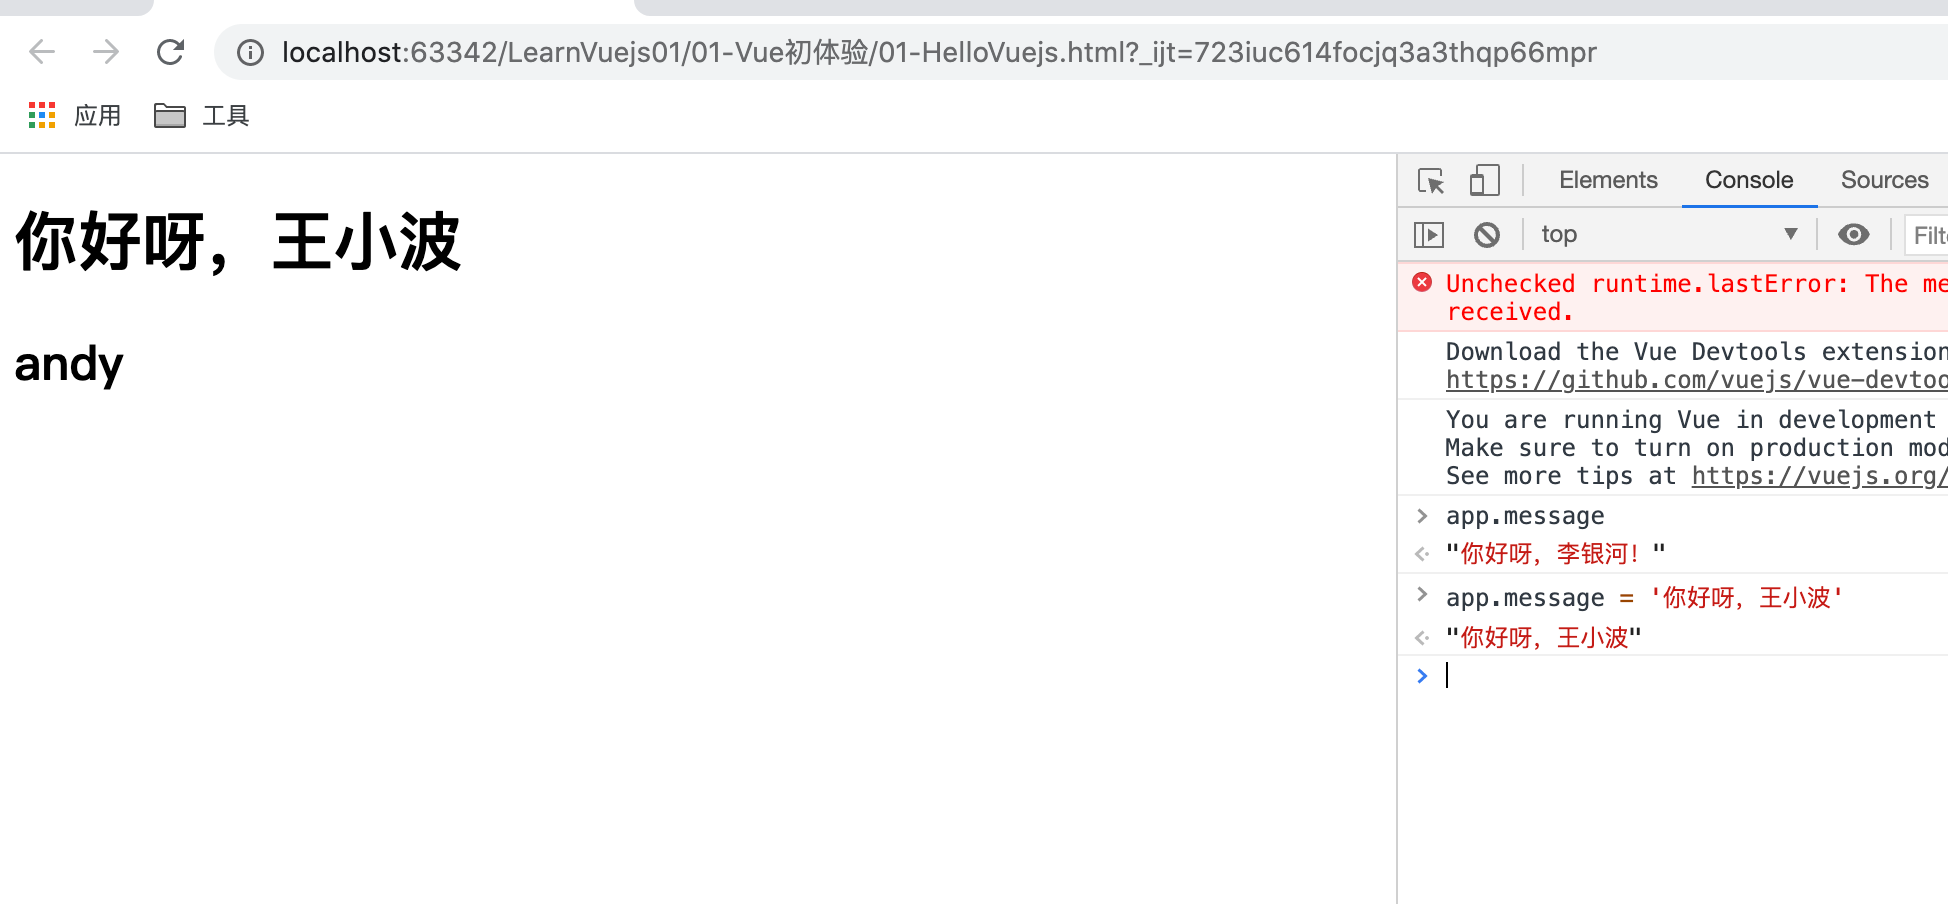 localhost:63342/LearnVuejs01/01-Vue初体验/01-HelloVuejs.html?_ijt=723iuc614focjq3a3thqp66mpr
应用 工具
你好呀，王小波
andy
Elements Console Sources
top
Filt
Unchecked runtime.lastError: The me
received.
Download the Vue Devtools extension
https://github.com/vuejs/vue-devtoo
You are running Vue in development
Make sure to turn on production mod
See more tips at https://vuejs.org/
> app.message
"你好呀，李银河！"
> app.message = '你好呀，王小波'
"你好呀，王小波"
>